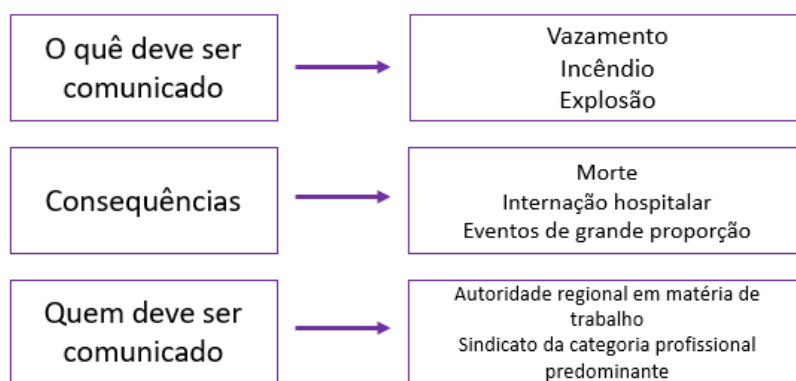 O quê deve ser
comunicado
Vazamento
Incêndio
Explosão
Consequências
Morte
Internação hospitalar
Eventos de grande proporção
Quem deve ser
comunicado
Autoridade regional em matéria de
trabalho
Sindicato da categoria profissional
predominante